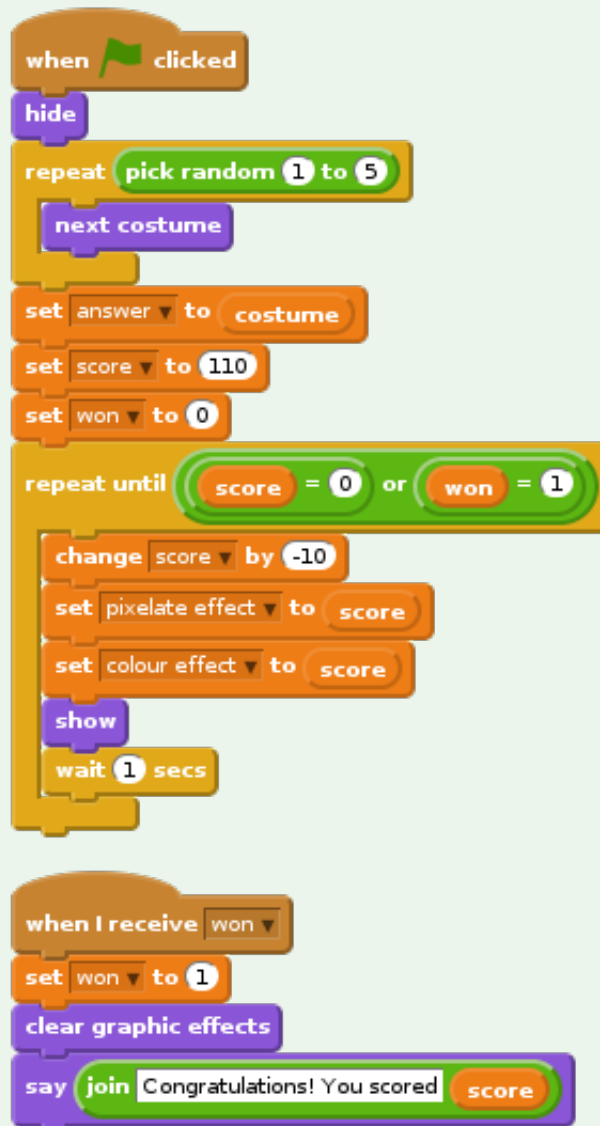 when clicked
hide
repeat pick random 1 to 5
next costume
set answer to costume
set score to 110
set won to 0
repeat until score = 0 or won = 1
change score by -10
set pixelate effect to score
set colour effect to score
show
wait 1 secs
when I receive won
set won to 1
clear graphic effects
say join Congratulations! You scored score